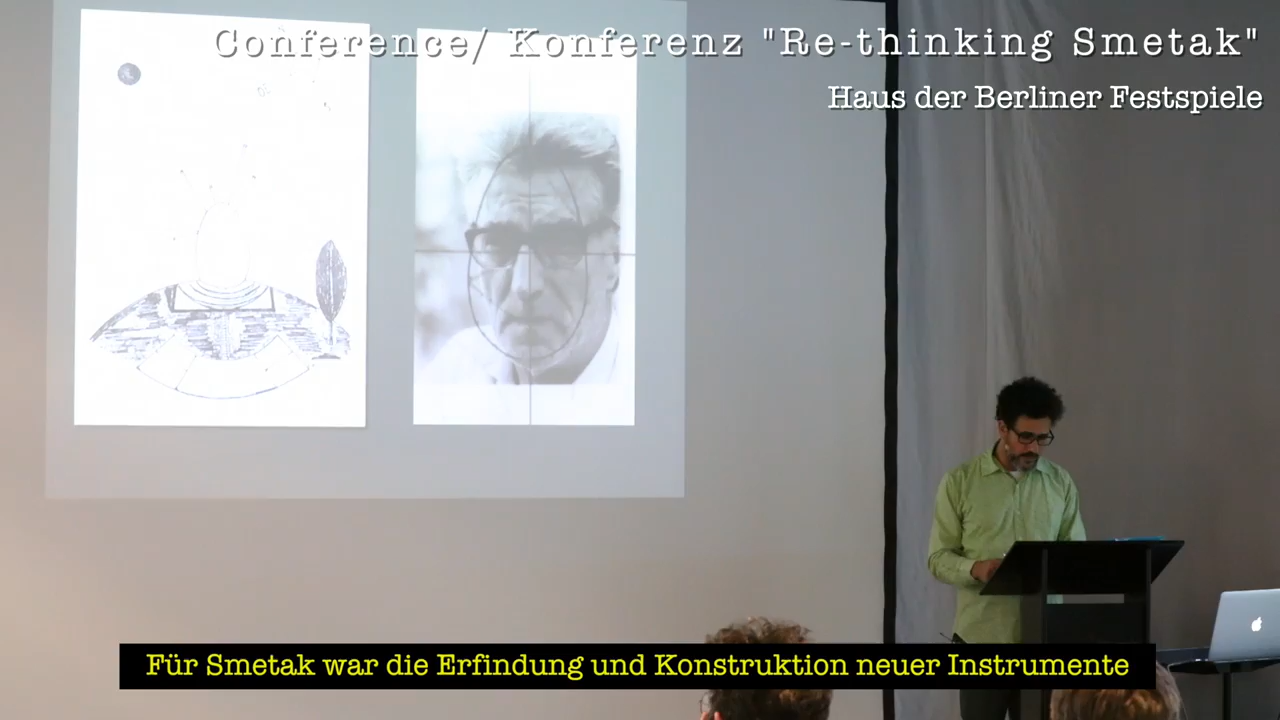 Conference/ Konferenz "Re-thinking Smetak"
Haus der Berliner Festspiele
Für Smetak war die Erfindung und Konstruktion neuer Instrumente